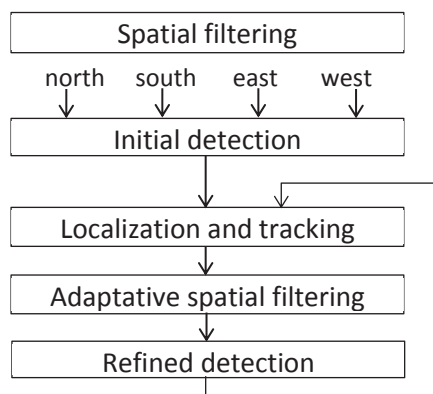 Spatial filtering
north south east west
Initial detection
Localization and tracking
Adaptative spatial filtering
Refined detection